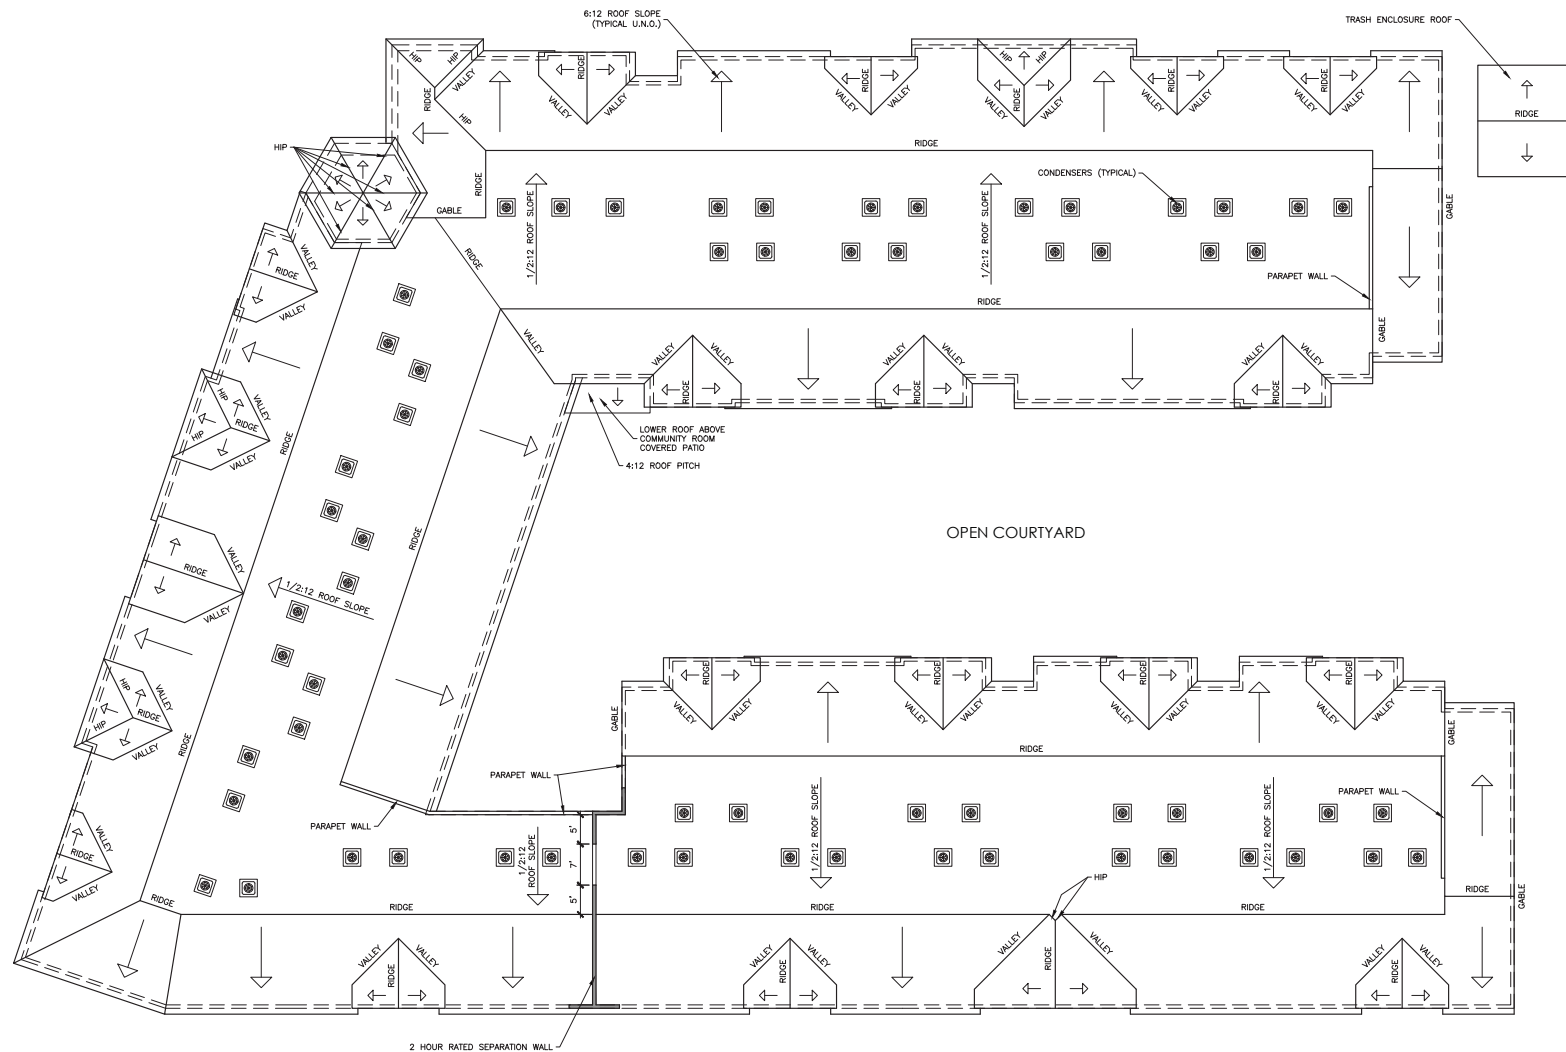 6:12 ROOF SLOPE
(TYPICAL U.N.O.)
TRASH ENCLOSURE ROOF
HIP
HIP
VALLEY
RIDGE
HIP
RIDGE
VALLEY
VALLEY
RIDGE
VALLEY
VALLEY
HIP
HIP
RIDGE
VALLEY
VALLEY
RIDGE
VALLEY
VALLEY
RIDGE
VALLEY
VALLEY
RIDGE
HIP
RIDGE
RIDGE
GABLE
RIDGE
1/2:12 ROOF SLOPE
1/2:12 ROOF SLOPE
CONDENSERS (TYPICAL)
GABLE
PARAPET WALL
RIDGE
GABLE
VALLEY
VALLEY
VALLEY
RIDGE
VALLEY
VALLEY
RIDGE
VALLEY
VALLEY
RIDGE
LOWER ROOF ABOVE
COMMUNITY ROOM
COVERED PATIO
4:12 ROOF PITCH
VALLEY
RIDGE
VALLEY
HIP
VALLEY
RIDGE
HIP
VALLEY
RIDGE
RIDGE
OPEN COURTYARD
VALLEY
RIDGE
VALLEY
1/2:12 ROOF SLOPE
HIP
VALLEY
RIDGE
HIP
VALLEY
RIDGE
GABLE
RIDGE
VALLEY
VALLEY
RIDGE
VALLEY
VALLEY
RIDGE
VALLEY
VALLEY
RIDGE
VALLEY
VALLEY
RIDGE
GABLE
PARAPET WALL
PARAPET WALL
PARAPET WALL
1/2:12 ROOF SLOPE
1/2:12 ROOF SLOPE
VALLEY
RIDGE
VALLEY
5'
7'
5'
1/2:12
ROOF SLOPE
HIP
RIDGE
GABLE
RIDGE
RIDGE
RIDGE
RIDGE
VALLEY
VALLEY
RIDGE
VALLEY
VALLEY
RIDGE
VALLEY
VALLEY
RIDGE
VALLEY
VALLEY
RIDGE
2 HOUR RATED SEPARATION WALL